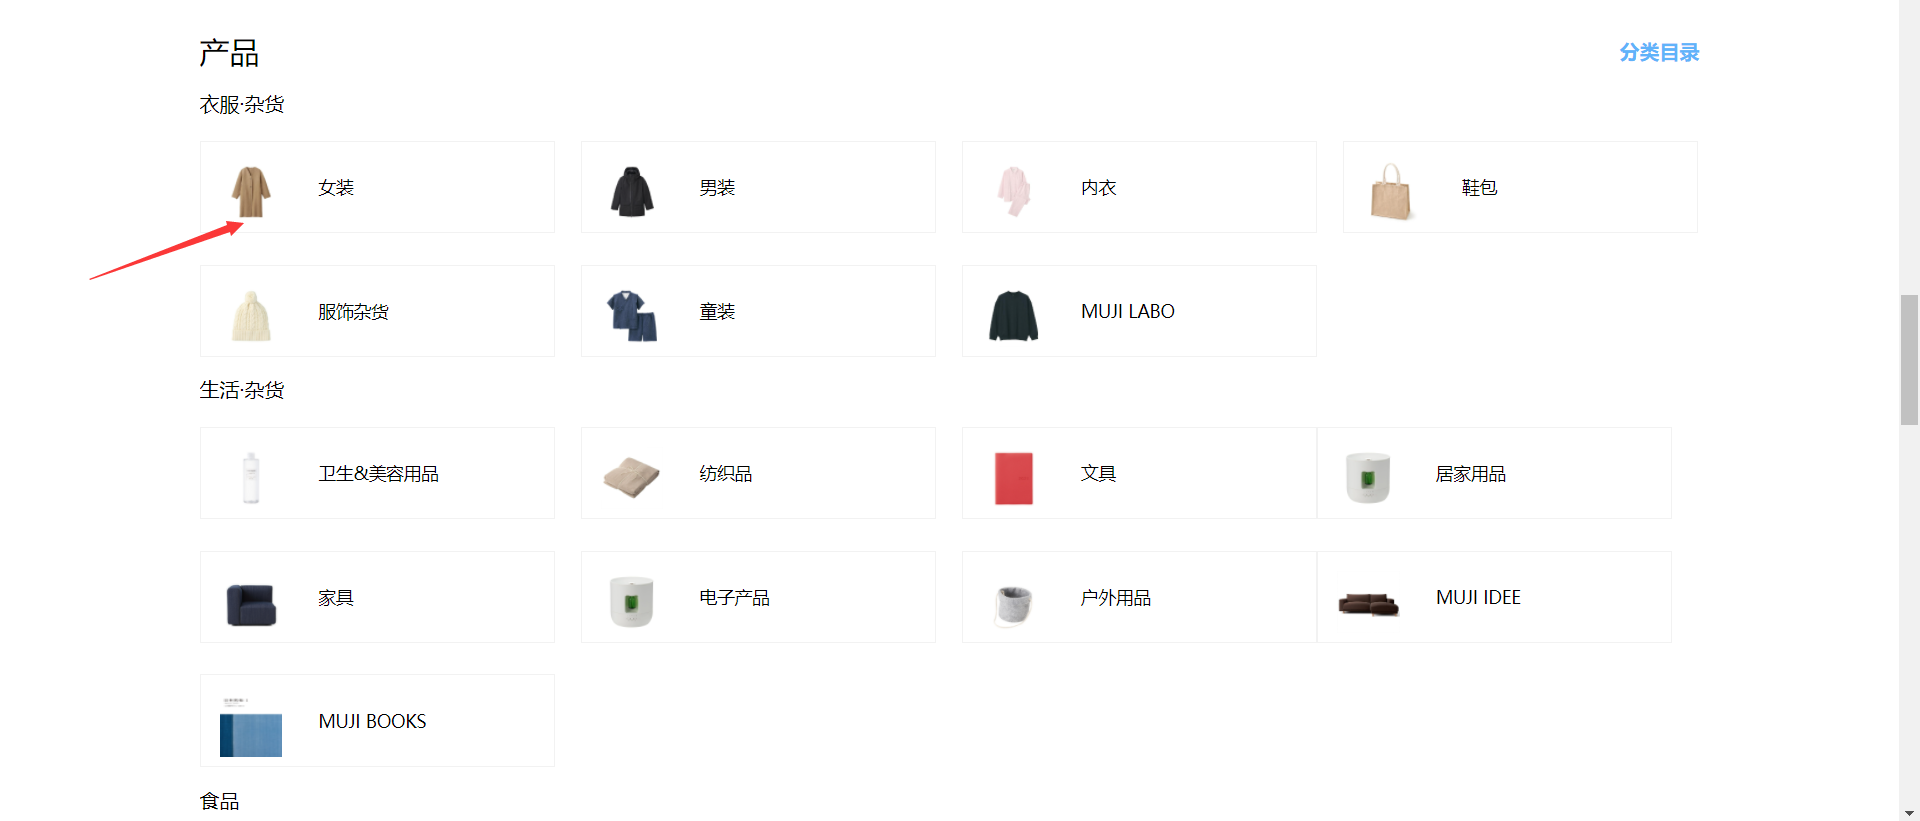 产品
分类目录
衣服·杂货
女装
男装
内衣
鞋包
服饰杂货
童装
MUJI LABO
生活·杂货
卫生&美容用品
纺织品
文具
居家用品
家具
电子产品
户外用品
MUJI IDEE
MUJI BOOKS
食品